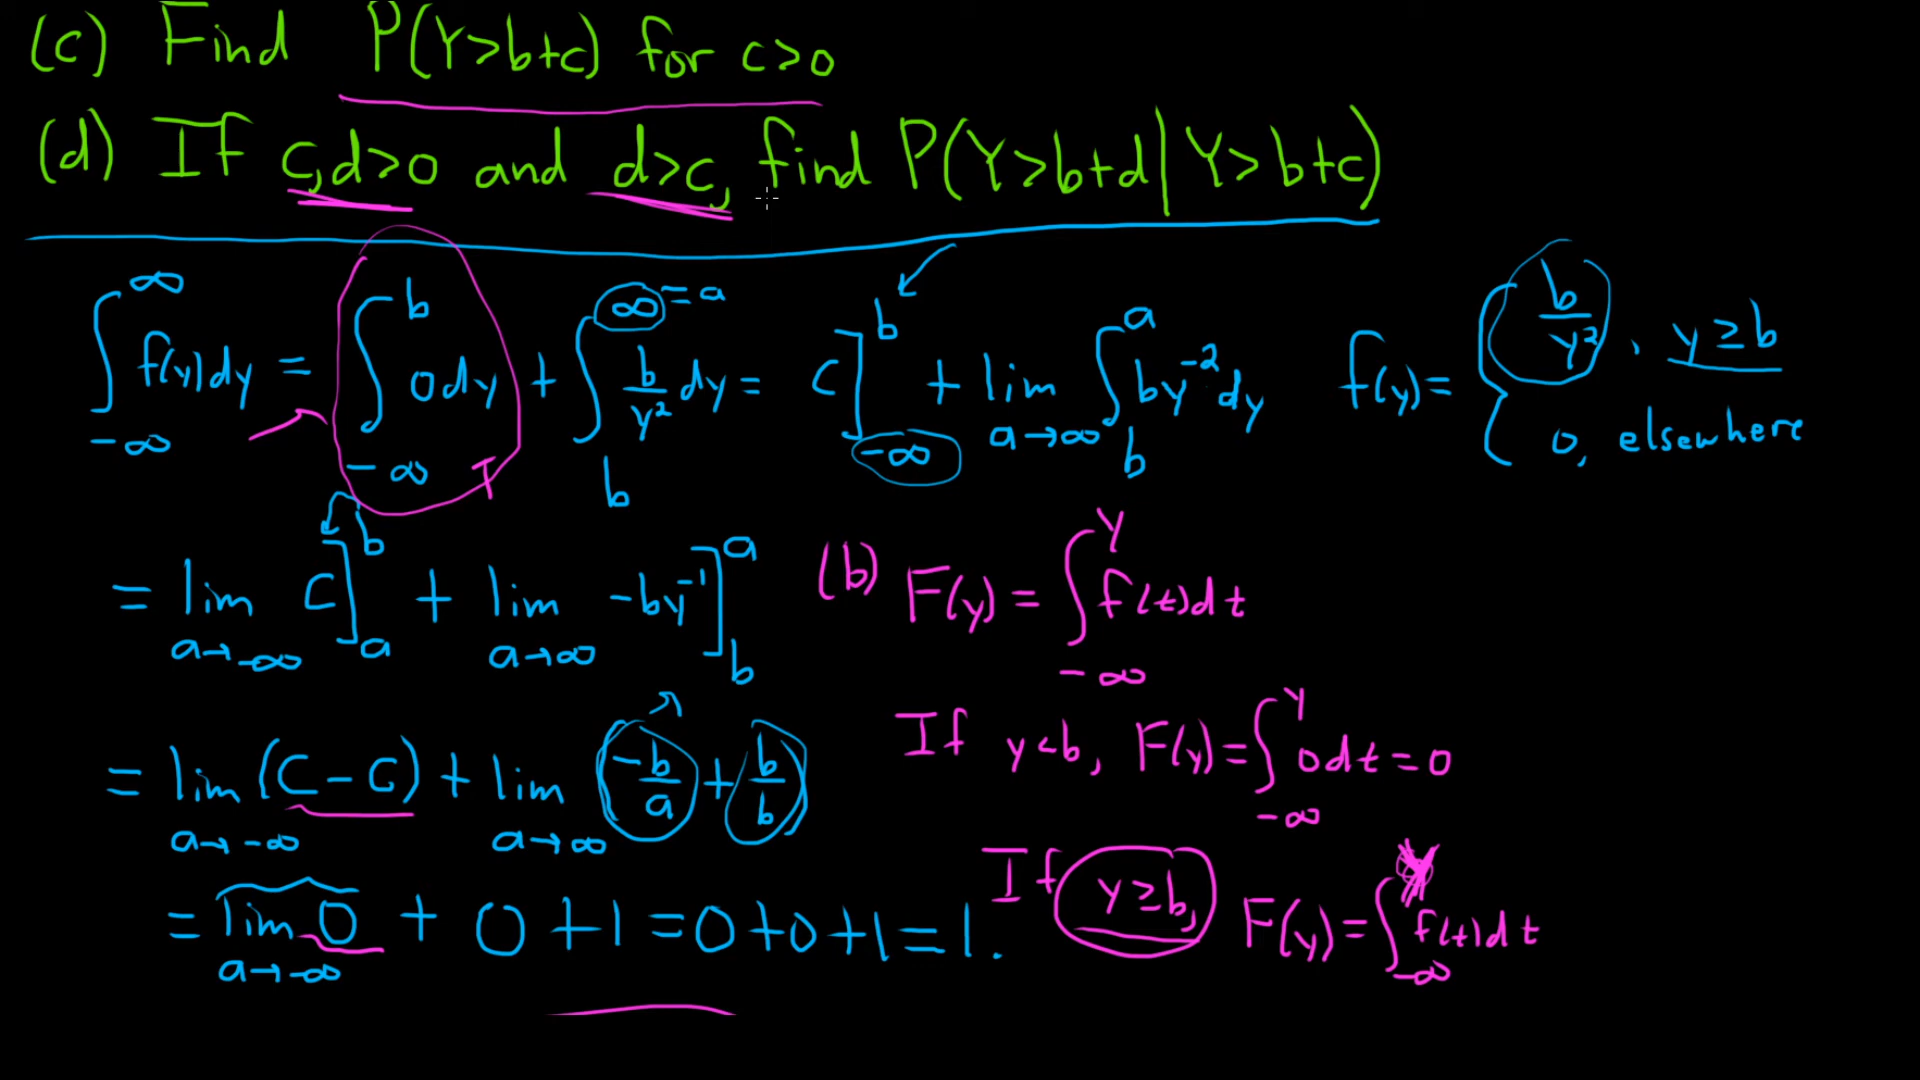 (c) Find P(Y>b+c) for c>0
(d) If c,d>0 and d>c, find P(Y>b+d|Y>b+c)
∫_{-∞}^{∞} f(y)dy = ∫_{-∞}^{b} 0dy + ∫_{b}^{∞=a} b/y² dy = C]_{-∞}^{b} + lim_{a→∞} ∫_{b}^{a} by^{-2}dy
f(y) = { b/y², y≥b
0, elsewhere
= lim_{a→-∞} C]_{a}^{b} + lim_{a→∞} -by^{-1}]_{b}^{a}
= lim_{a→-∞} (C-C) + lim_{a→∞} (-b/a + b/b)
= lim_{a→-∞} 0 + 0+1=0+0+1=1.
(b) F(y) = ∫_{-∞}^{y} f(t)dt
If y<b, F(y)=∫_{-∞}^{y} 0dt=0
If y≥b, F(y)=∫_{-∞} f(t)dt